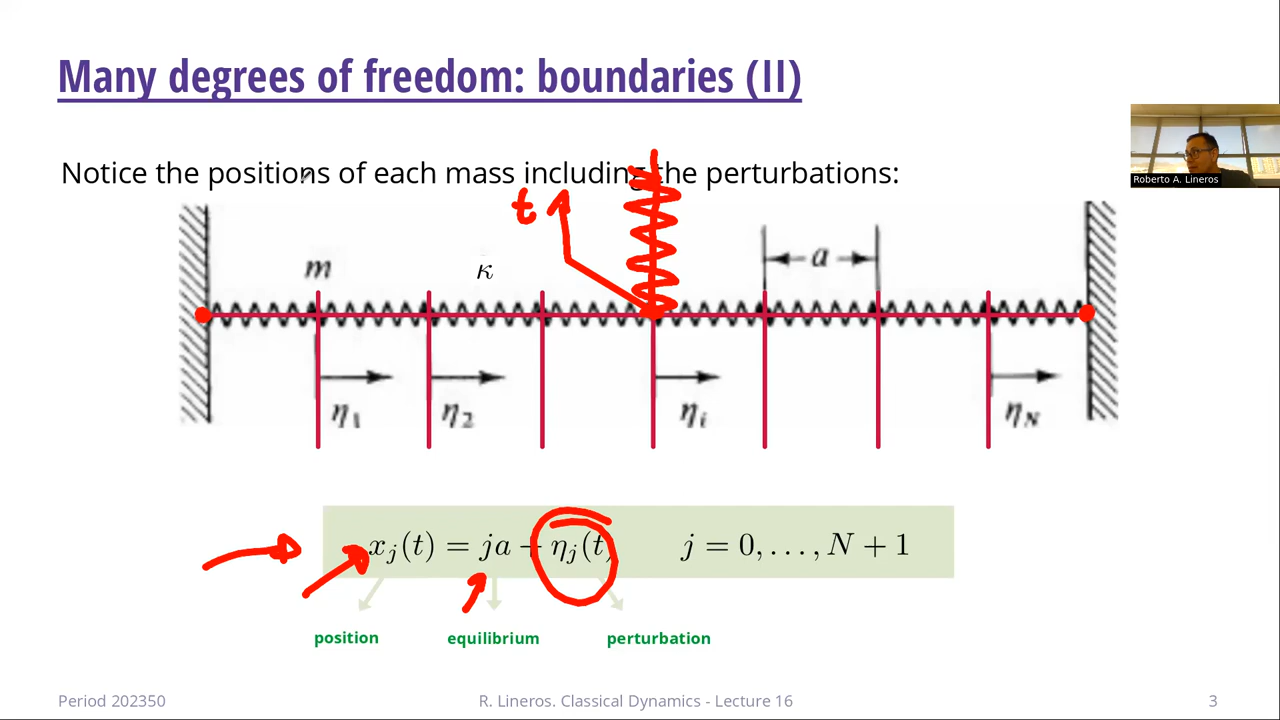 Many degrees of freedom: boundaries (II)
Roberto A. Lineros
Notice the positions of each mass including the perturbations:
t
m κ a
η₁ η₂ ηᵢ η_N
xⱼ(t) = ja + ηⱼ(t) j = 0, . . . , N + 1
position equilibrium perturbation
Period 202350 R. Lineros. Classical Dynamics - Lecture 16 3